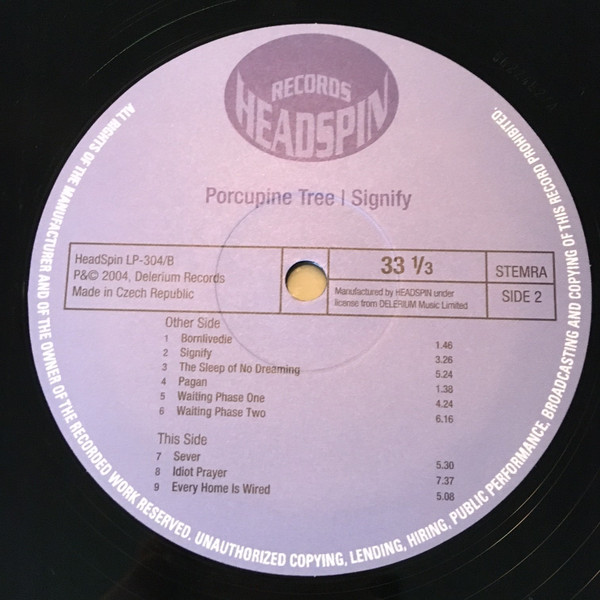 RECORDS
HEADSPIN
Porcupine Tree | Signify
HeadSpin LP-304/B
P&© 2004, Delerium Records
Made in Czech Republic
33 1/3
Manufactured by HEADSPIN under
license from DELERIUM Music Limited
STEMRA
SIDE 2
Other Side
1 Bornlivedie 1.46
2 Signify 3.26
3 The Sleep of No Dreaming 5.24
4 Pagan 1.38
5 Waiting Phase One 4.24
6 Waiting Phase Two 6.16
This Side
7 Sever 5.30
8 Idiot Prayer 7.37
9 Every Home Is Wired 5.08
ALL RIGHTS OF THE MANUFACTURER AND OF THE OWNER OF THE RECORDED WORK RESERVED. UNAUTHORIZED COPYING, LENDING, HIRING, PUBLIC PERFORMANCE, BROADCASTING AND COPYING OF THIS RECORD PROHIBITED.